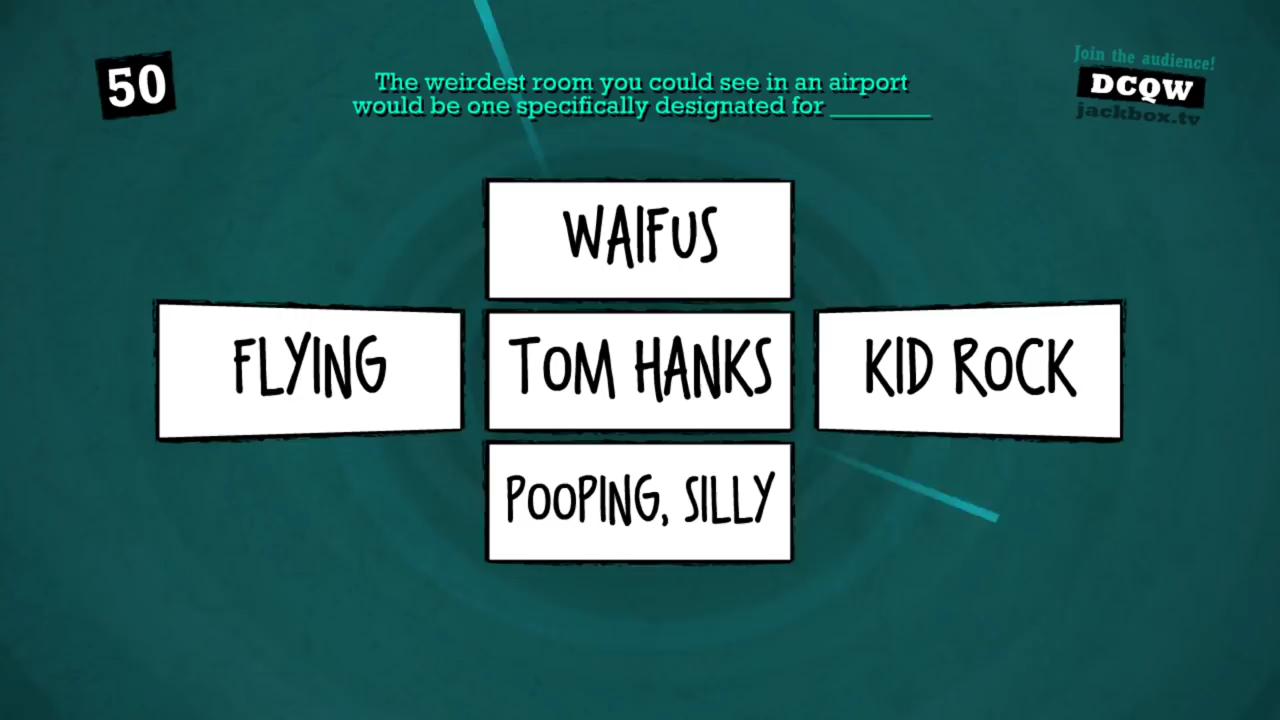 50
The weirdest room you could see in an airport
would be one specifically designated for __________
Join the audience!
DCQW
jackbox.tv
WAIFUS
FLYING
TOM HANKS
KID ROCK
POOPING, SILLY